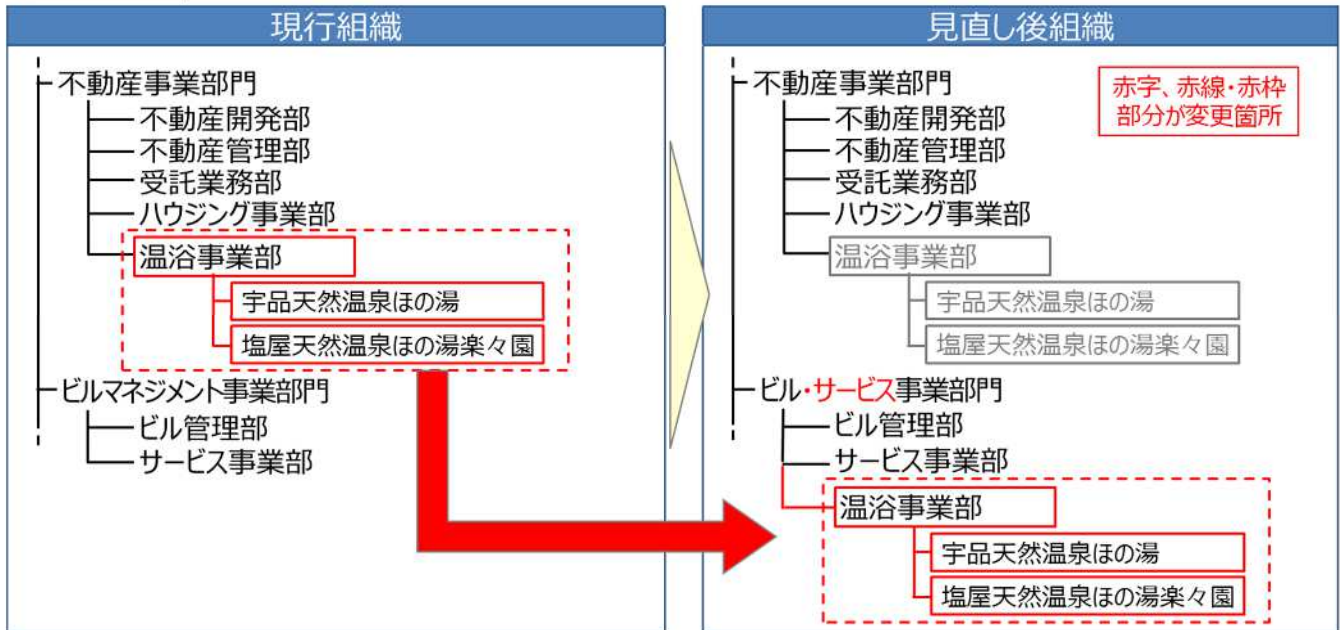 現行組織
不動産事業部門
不動産開発部
不動産管理部
受託業務部
ハウジング事業部
温浴事業部
宇品天然温泉ほの湯
塩屋天然温泉ほの湯楽々園
ビルマネジメント事業部門
ビル管理部
サービス事業部
見直し後組織
赤字、赤線・赤枠
部分が変更箇所
不動産事業部門
不動産開発部
不動産管理部
受託業務部
ハウジング事業部
温浴事業部
宇品天然温泉ほの湯
塩屋天然温泉ほの湯楽々園
ビル・サービス事業部門
ビル管理部
サービス事業部
温浴事業部
宇品天然温泉ほの湯
塩屋天然温泉ほの湯楽々園